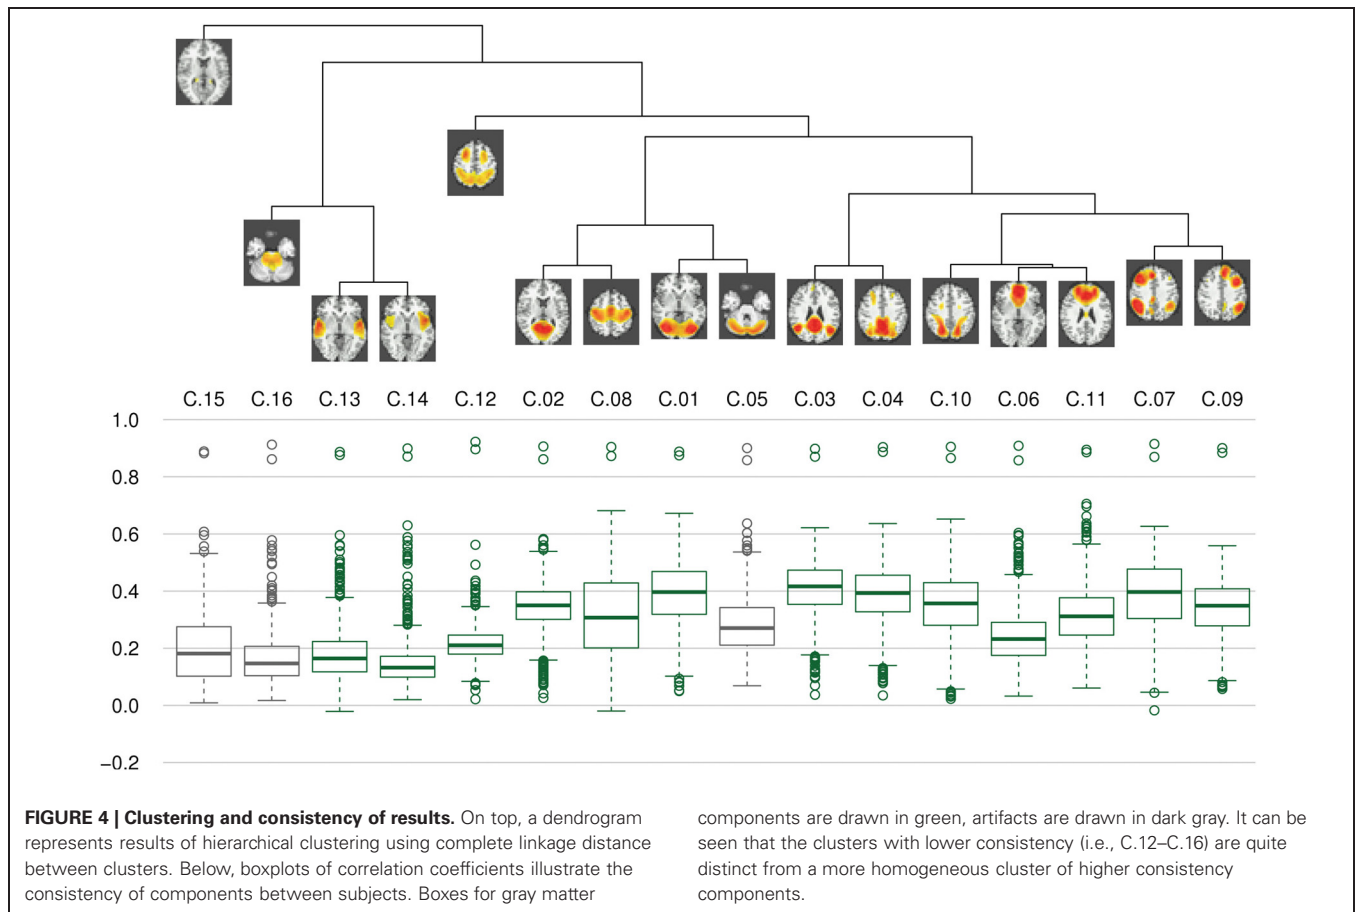 C.15 C.16 C.13 C.14 C.12 C.02 C.08 C.01 C.05 C.03 C.04 C.10 C.06 C.11 C.07 C.09
1.0
0.8
0.6
0.4
0.2
0.0
−0.2
FIGURE 4 | Clustering and consistency of results. On top, a dendrogram
represents results of hierarchical clustering using complete linkage distance
between clusters. Below, boxplots of correlation coefficients illustrate the
consistency of components between subjects. Boxes for gray matter
components are drawn in green, artifacts are drawn in dark gray. It can be
seen that the clusters with lower consistency (i.e., C.12–C.16) are quite
distinct from a more homogeneous cluster of higher consistency
components.